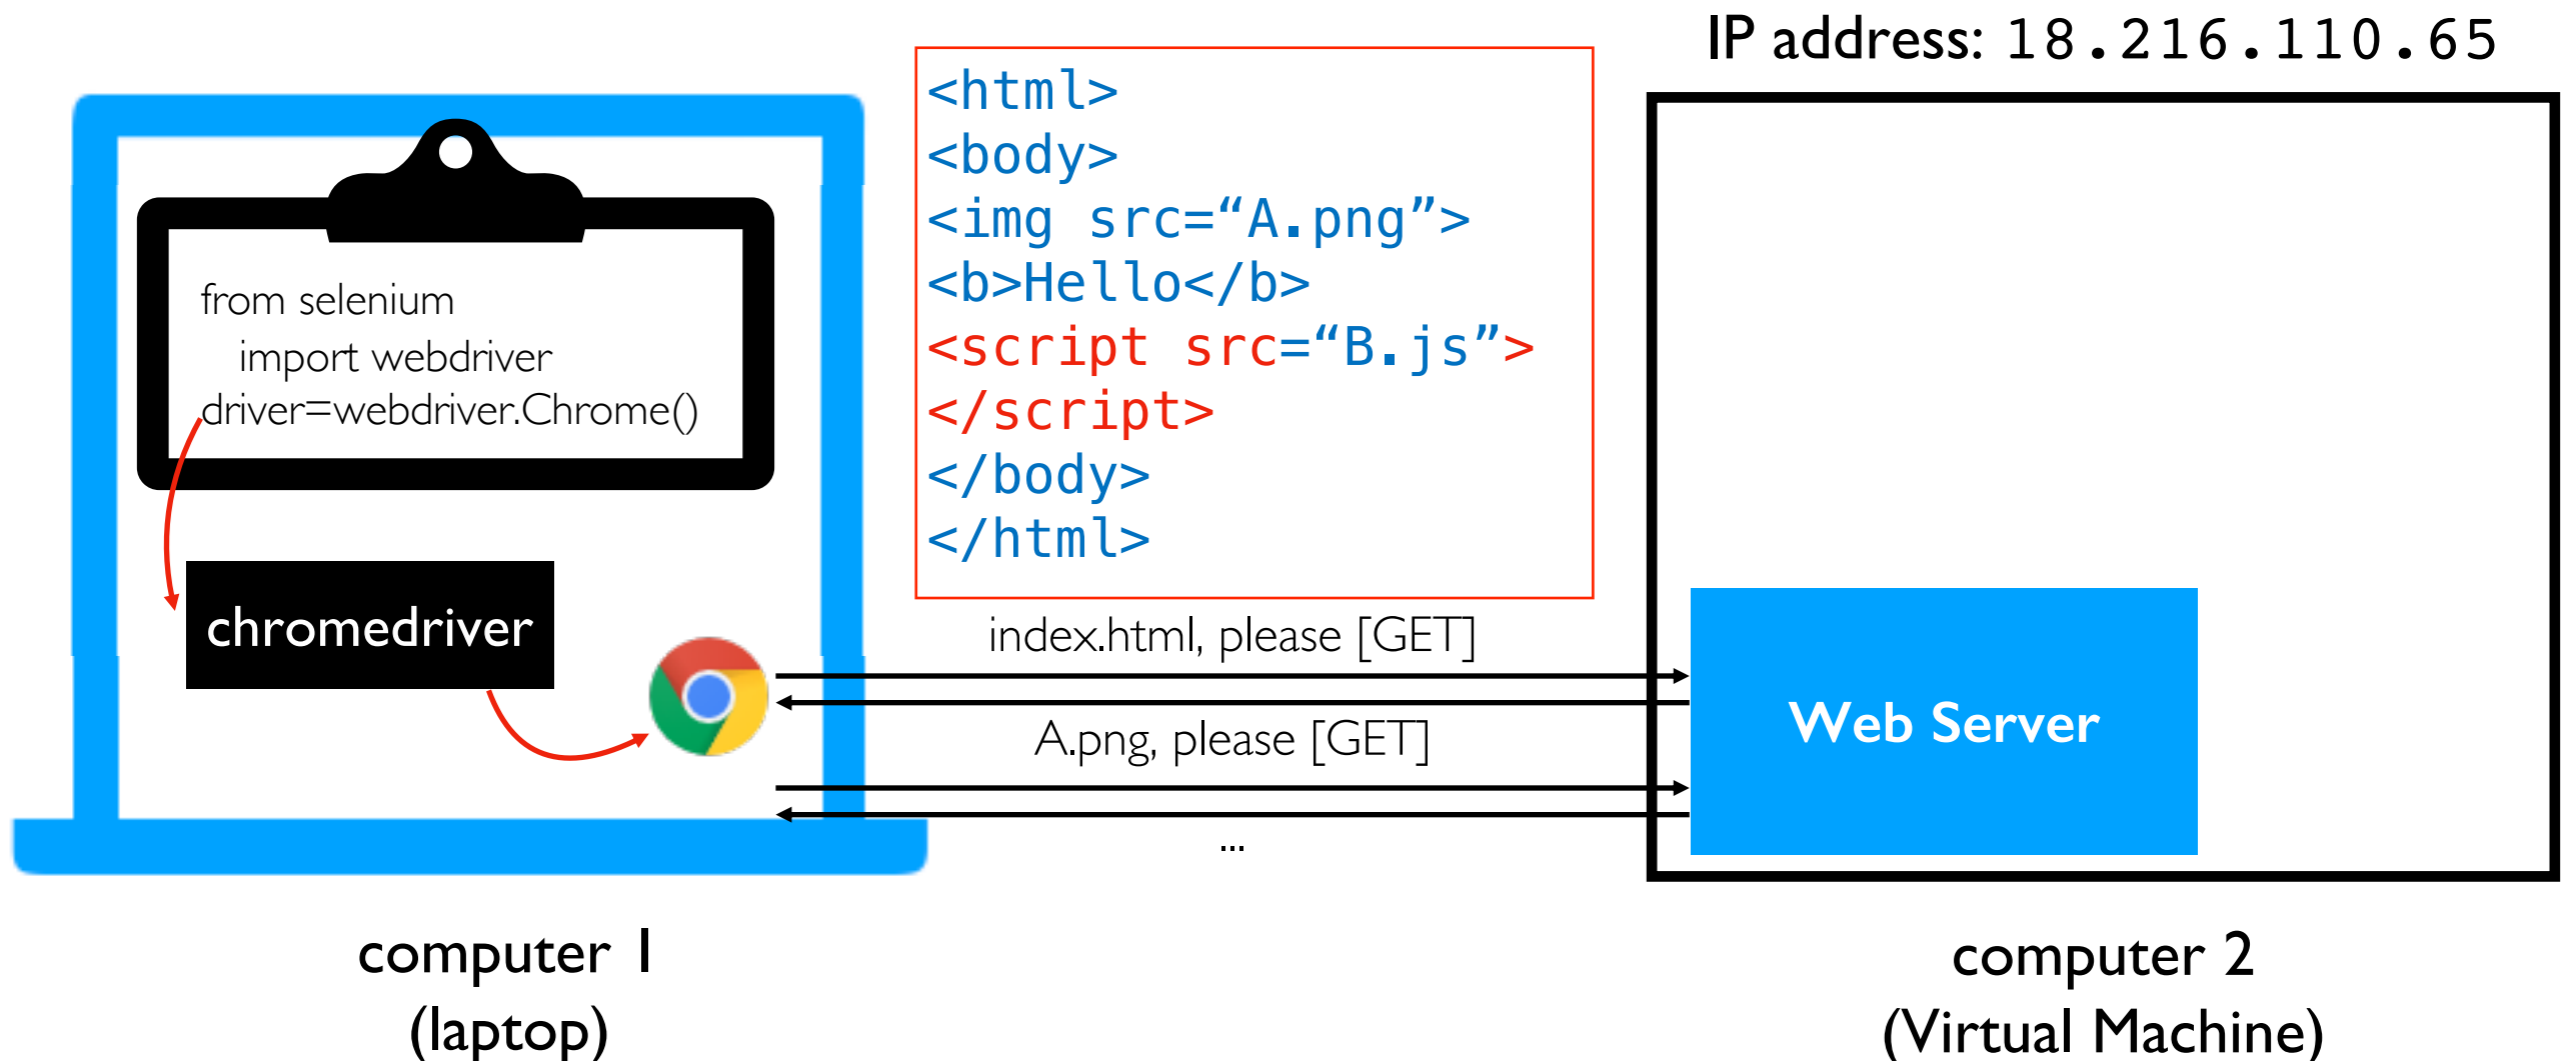 IP address: 18.216.110.65
from selenium
import webdriver
driver=webdriver.Chrome()
chromedriver
<html>
<body>
<img src=“A.png”>
<b>Hello</b>
<script src=“B.js”>
</script>
</body>
</html>
index.html, please [GET]
A.png, please [GET]
...
Web Server
computer 1
(laptop)
computer 2
(Virtual Machine)